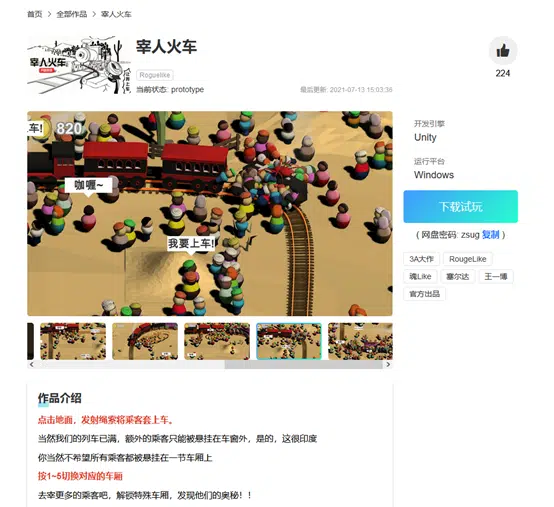 首页 > 全部作品 > 宰人火车
宰人火车
宰人火车
Roguelike
当前状态: prototype
最后更新: 2021-07-13 15:03:36
224
车!
820
咖喱~
我要上车!
开发引擎
Unity
运行平台
Windows
下载试玩
( 网盘密码: zsug 复制 )
3A大作
RougeLike
魂Like
塞尔达
王一博
官方出品
作品介绍
点击地面，发射绳索将乘客套上车。
当然我们的列车已满，额外的乘客只能被悬挂在车窗外，是的，这很印度
你当然不希望所有乘客都被悬挂在一节车厢上
按1~5切换对应的车厢
去宰更多的乘客吧，解锁特殊车厢，发现他们的奥秘！！